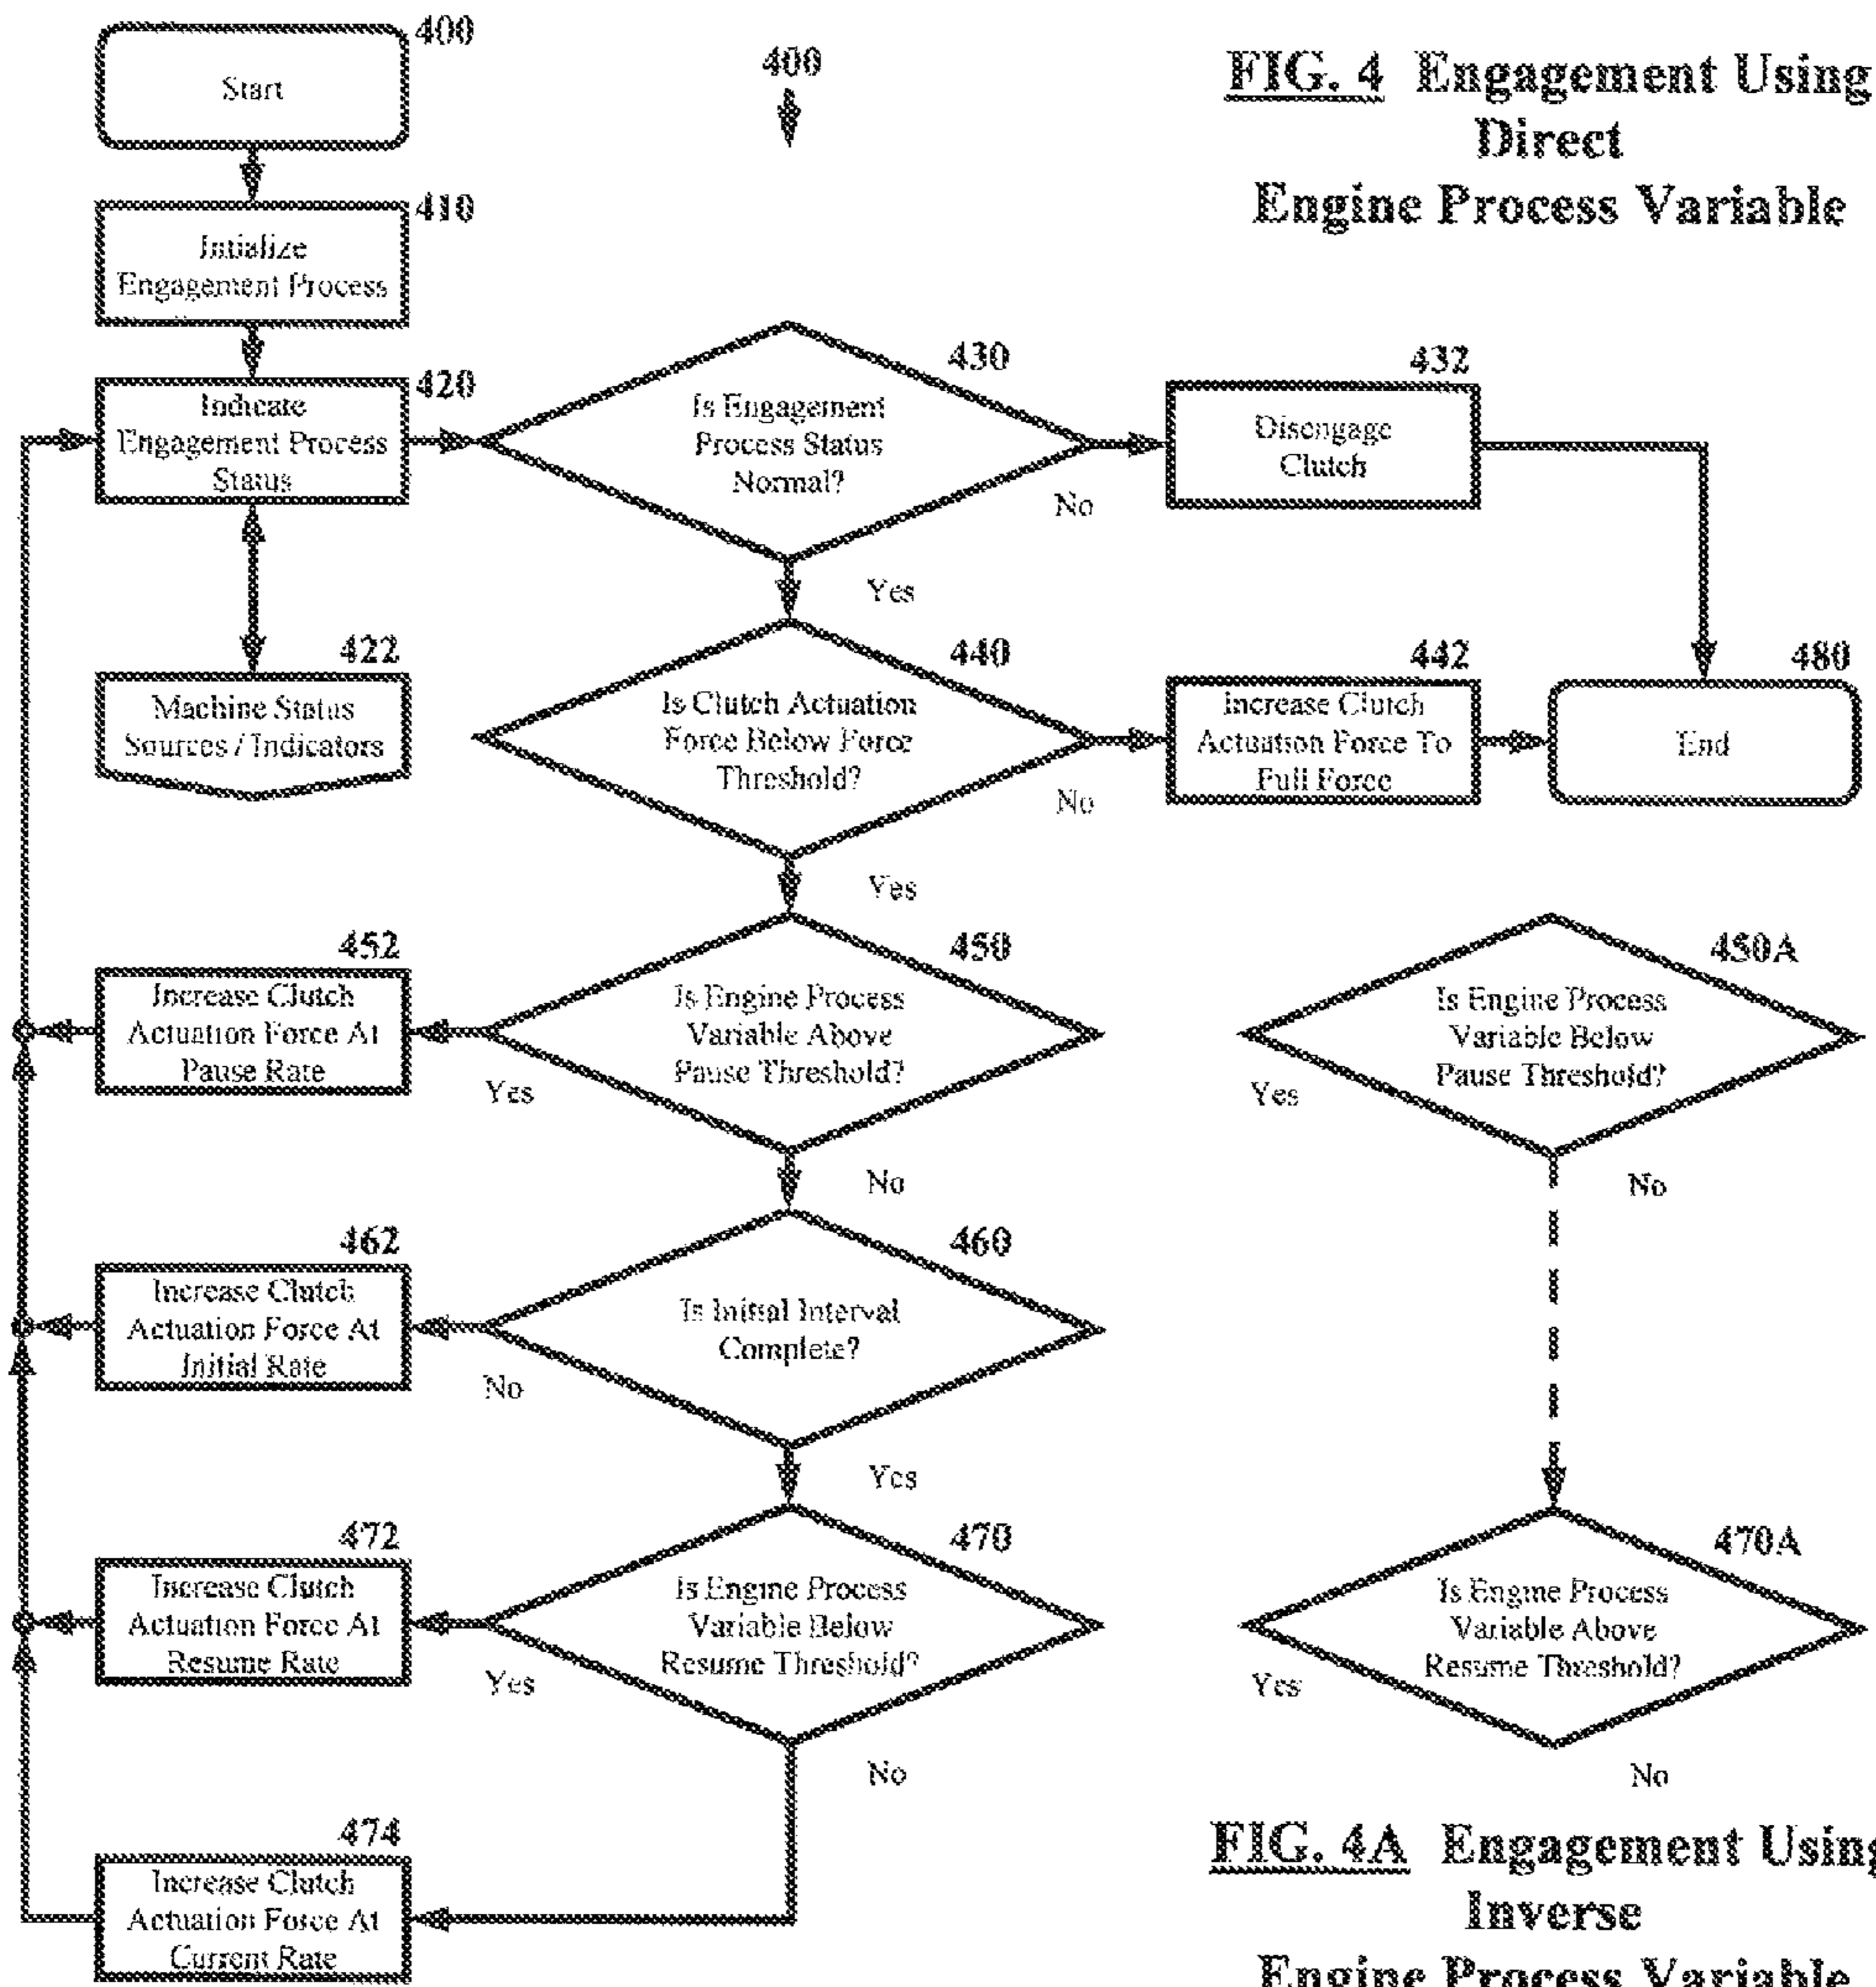 400
Start
400
FIG. 4 Engagement Using
Direct
Engine Process Variable
410
Intialize
Engagement Process
420
Indicate
Engagement Process
Status
430
Is Engagement
Process Status
Normal?
No
Yes
432
Disengage
Clutch
422
Machine Status
Sources / Indicators
440
Is Clutch Actuation
Force Below Force
Threshold?
No
Yes
442
Increase Clutch
Actuation Force To
Full Force
480
End
452
Increase Clutch
Actuation Force At
Pause Rate
450
Is Engine Process
Variable Above
Pause Threshold?
Yes
No
450A
Is Engine Process
Variable Below
Pause Threshold?
Yes
No
462
Increase Clutch
Actuation Force At
Initial Rate
460
Is Initial Interval
Complete?
No
Yes
472
Increase Clutch
Actuation Force At
Resume Rate
470
Is Engine Process
Variable Below
Resume Threshold?
Yes
No
470A
Is Engine Process
Variable Above
Resume Threshold?
Yes
No
474
Increase Clutch
Actuation Force At
Current Rate
FIG. 4A Engagement Using
Inverse
Engine Process Variable